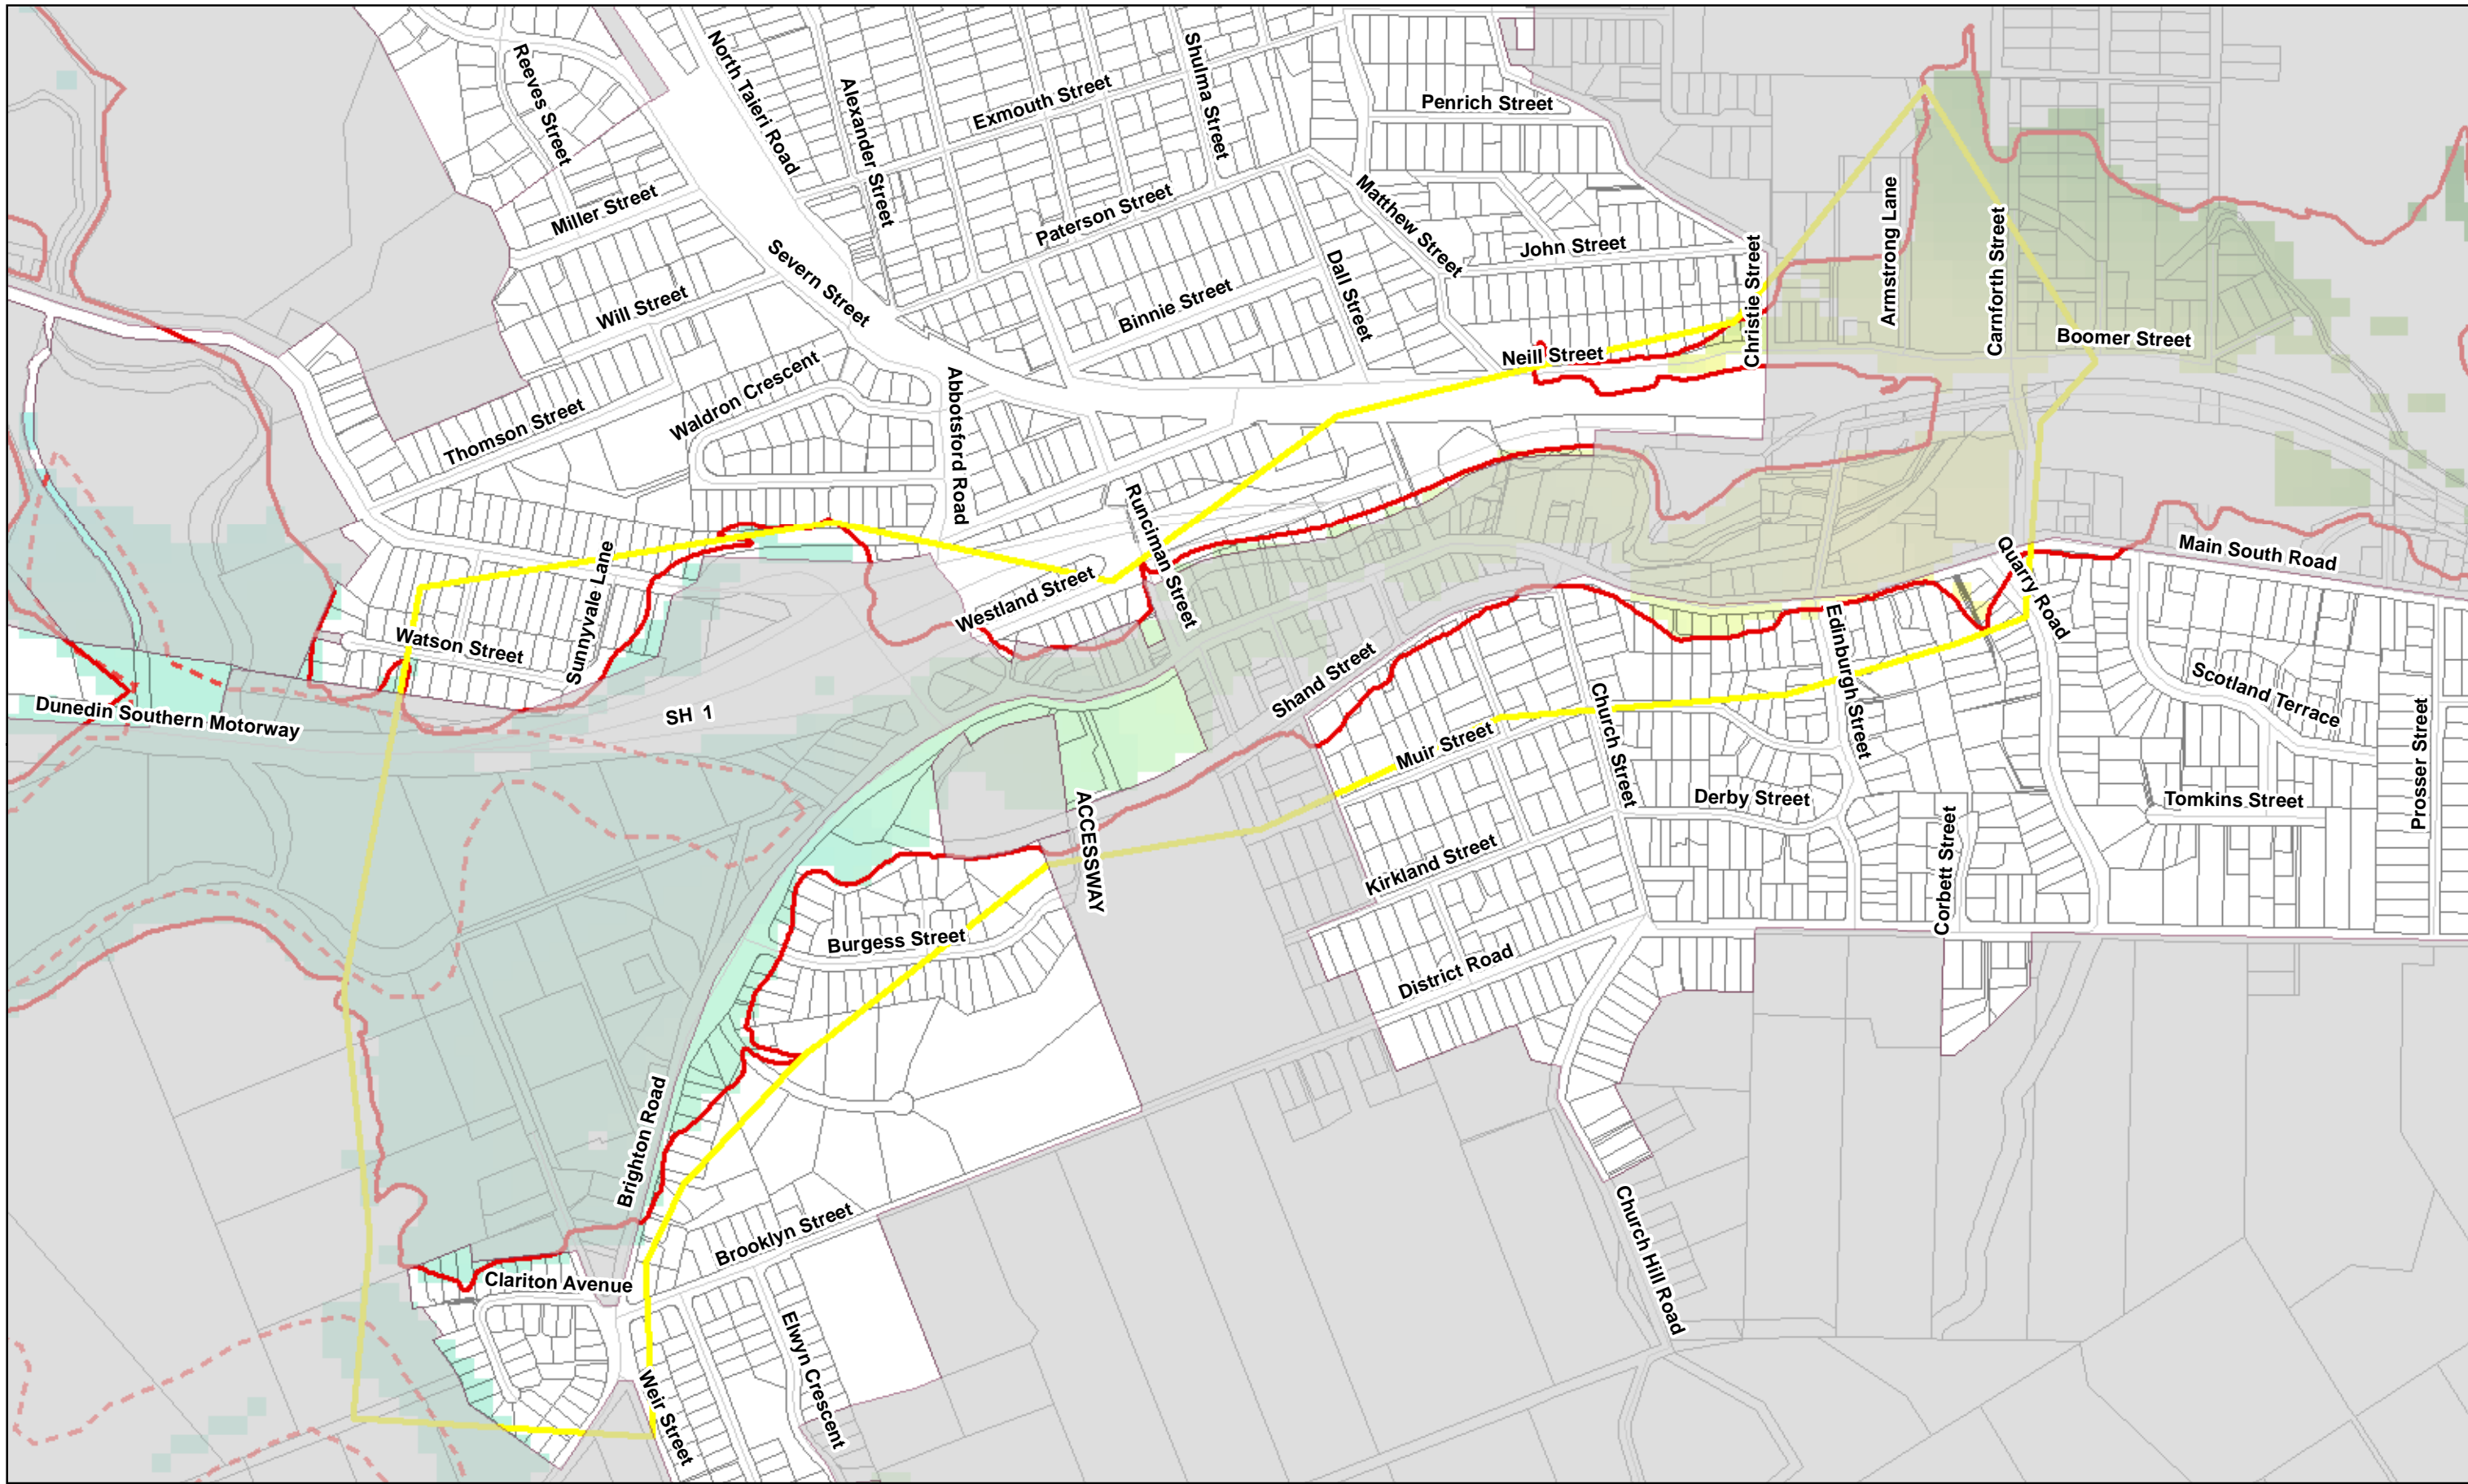 Reeves Street
North Taieri Road
Alexander Street
Exmouth Street
Shulma Street
Penrich Street
Miller Street
Paterson Street
Matthew Street
John Street
Armstrong Lane
Carnforth Street
Christie Street
Severn Street
Will Street
Binnie Street
Dall Street
Boomer Street
Neill Street
Waldron Crescent
Abbotsford Road
Thomson Street
Runciman Street
Main South Road
Quarry Road
Sunnyvale Lane
Westland Street
Watson Street
Edinburgh Street
Shand Street
Church Street
Scotland Terrace
Prosser Street
Dunedin Southern Motorway
SH 1
Muir Street
Derby Street
Tomkins Street
ACCESSWAY
Corbett Street
Kirkland Street
Burgess Street
District Road
Brighton Road
Brooklyn Street
Church Hill Road
Clariton Avenue
Elwyn Crescent
Weir Street